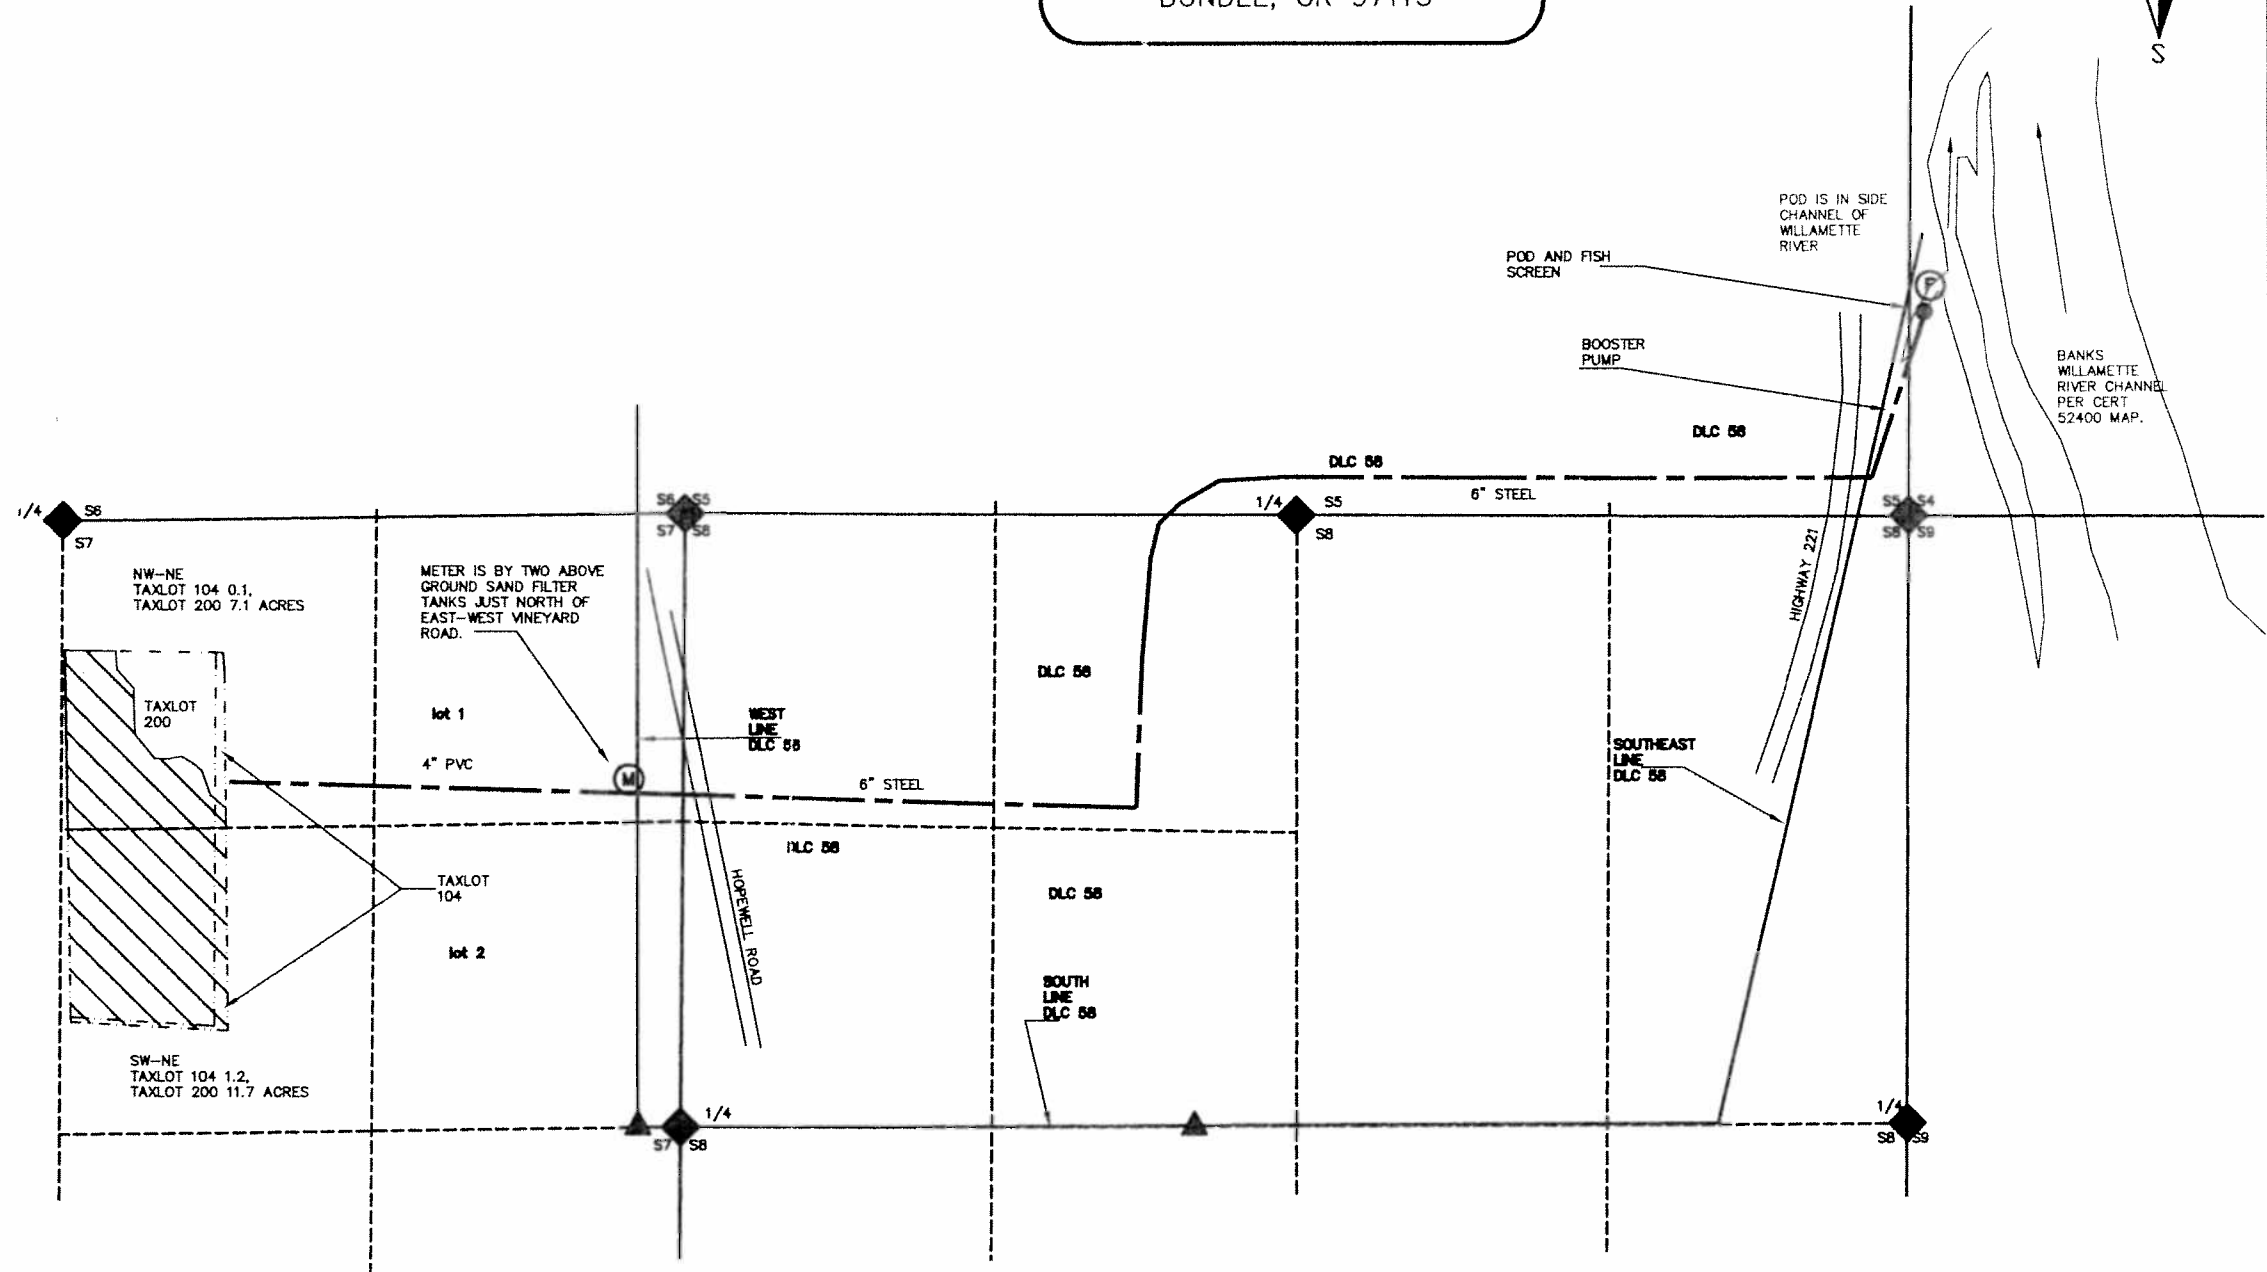 DUNDEE, OR 97115
S
POD IS IN SIDE
CHANNEL OF
WILLAMETTE
RIVER
POD AND FISH
SCREEN
P
BOOSTER
PUMP
BANKS
WILLAMETTE
RIVER CHANNEL
PER CERT
52400 MAP.
DLC 58
DLC 58
6" STEEL
1/4
S6
S7
S6
S5
S7
S8
1/4
S5
S8
S5
S4
S8
S9
HIGHWAY 221
NW-NE
TAXLOT 104 0.1,
TAXLOT 200 7.1 ACRES
METER IS BY TWO ABOVE
GROUND SAND FILTER
TANKS JUST NORTH OF
EAST-WEST VINEYARD
ROAD.
DLC 58
TAXLOT
200
lot 1
WEST
LINE
DLC 58
4" PVC
M
6" STEEL
SOUTHEAST
LINE
DLC 58
DLC 58
TAXLOT
104
HOPEWELL ROAD
DLC 58
lot 2
SOUTH
LINE
DLC 58
SW-NE
TAXLOT 104 1.2,
TAXLOT 200 11.7 ACRES
1/4
S7
S8
1/4
S8
S9